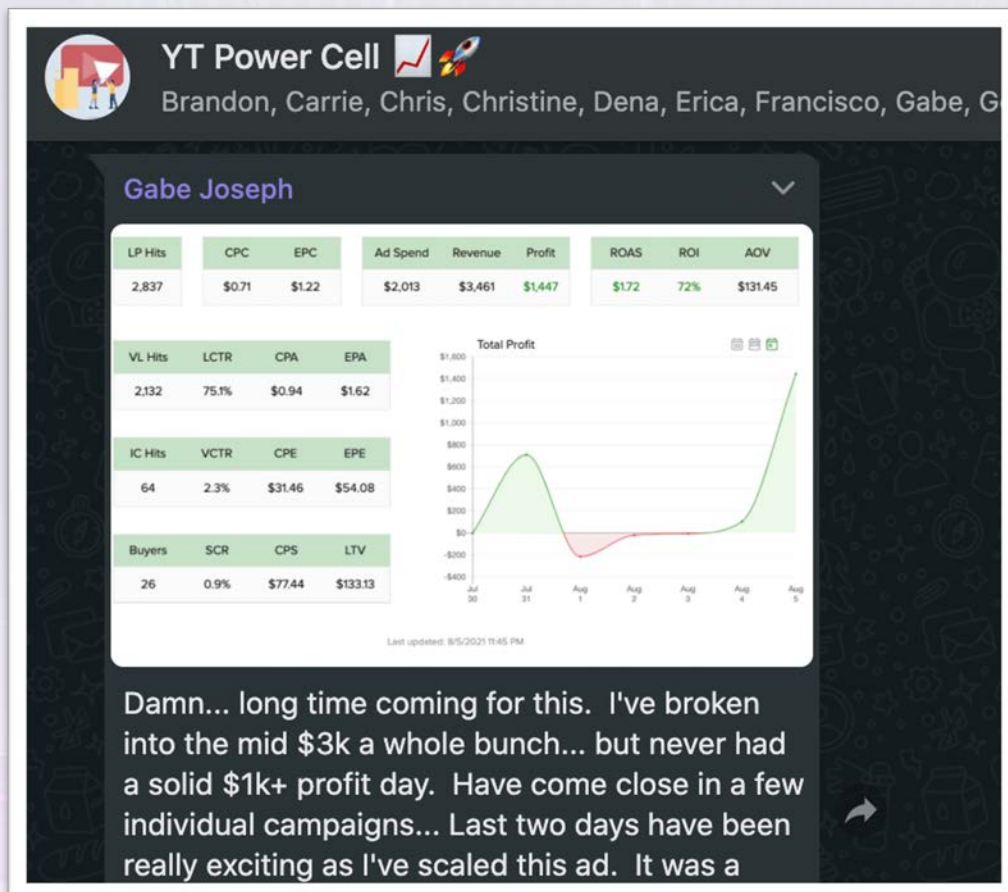 YT Power Cell 📈🚀
Brandon, Carrie, Chris, Christine, Dena, Erica, Francisco, Gabe, G
Gabe Joseph
LP Hits CPC EPC Ad Spend Revenue Profit ROAS ROI AOV
2,837 $0.71 $1.22 $2,013 $3,461 $1,447 $1.72 72% $131.45
VL Hits LCTR CPA EPA
2,132 75.1% $0.94 $1.62
IC Hits VCTR CPE EPE
64 2.3% $31.46 $54.08
Buyers SCR CPS LTV
26 0.9% $77.44 $133.13
Total Profit
$1,600
$1,400
$1,200
$1,000
$800
$600
$400
$200
$0
-$200
-$400
Jul 30 Jul 31 Aug 1 Aug 2 Aug 3 Aug 4 Aug 5
Last updated: 8/5/2021 11:45 PM
Damn... long time coming for this. I've broken
into the mid $3k a whole bunch... but never had
a solid $1k+ profit day. Have come close in a few
individual campaigns... Last two days have been
really exciting as I've scaled this ad. It was a